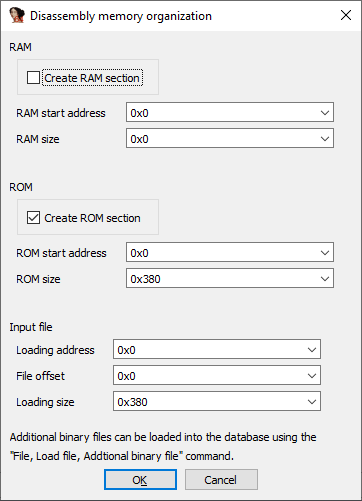 Disassembly memory organization
RAM
Create RAM section
RAM start address 0x0
RAM size 0x0
ROM
Create ROM section
ROM start address 0x0
ROM size 0x380
Input file
Loading address 0x0
File offset 0x0
Loading size 0x380
Additional binary files can be loaded into the database using the
"File, Load file, Addtional binary file" command.
OK Cancel